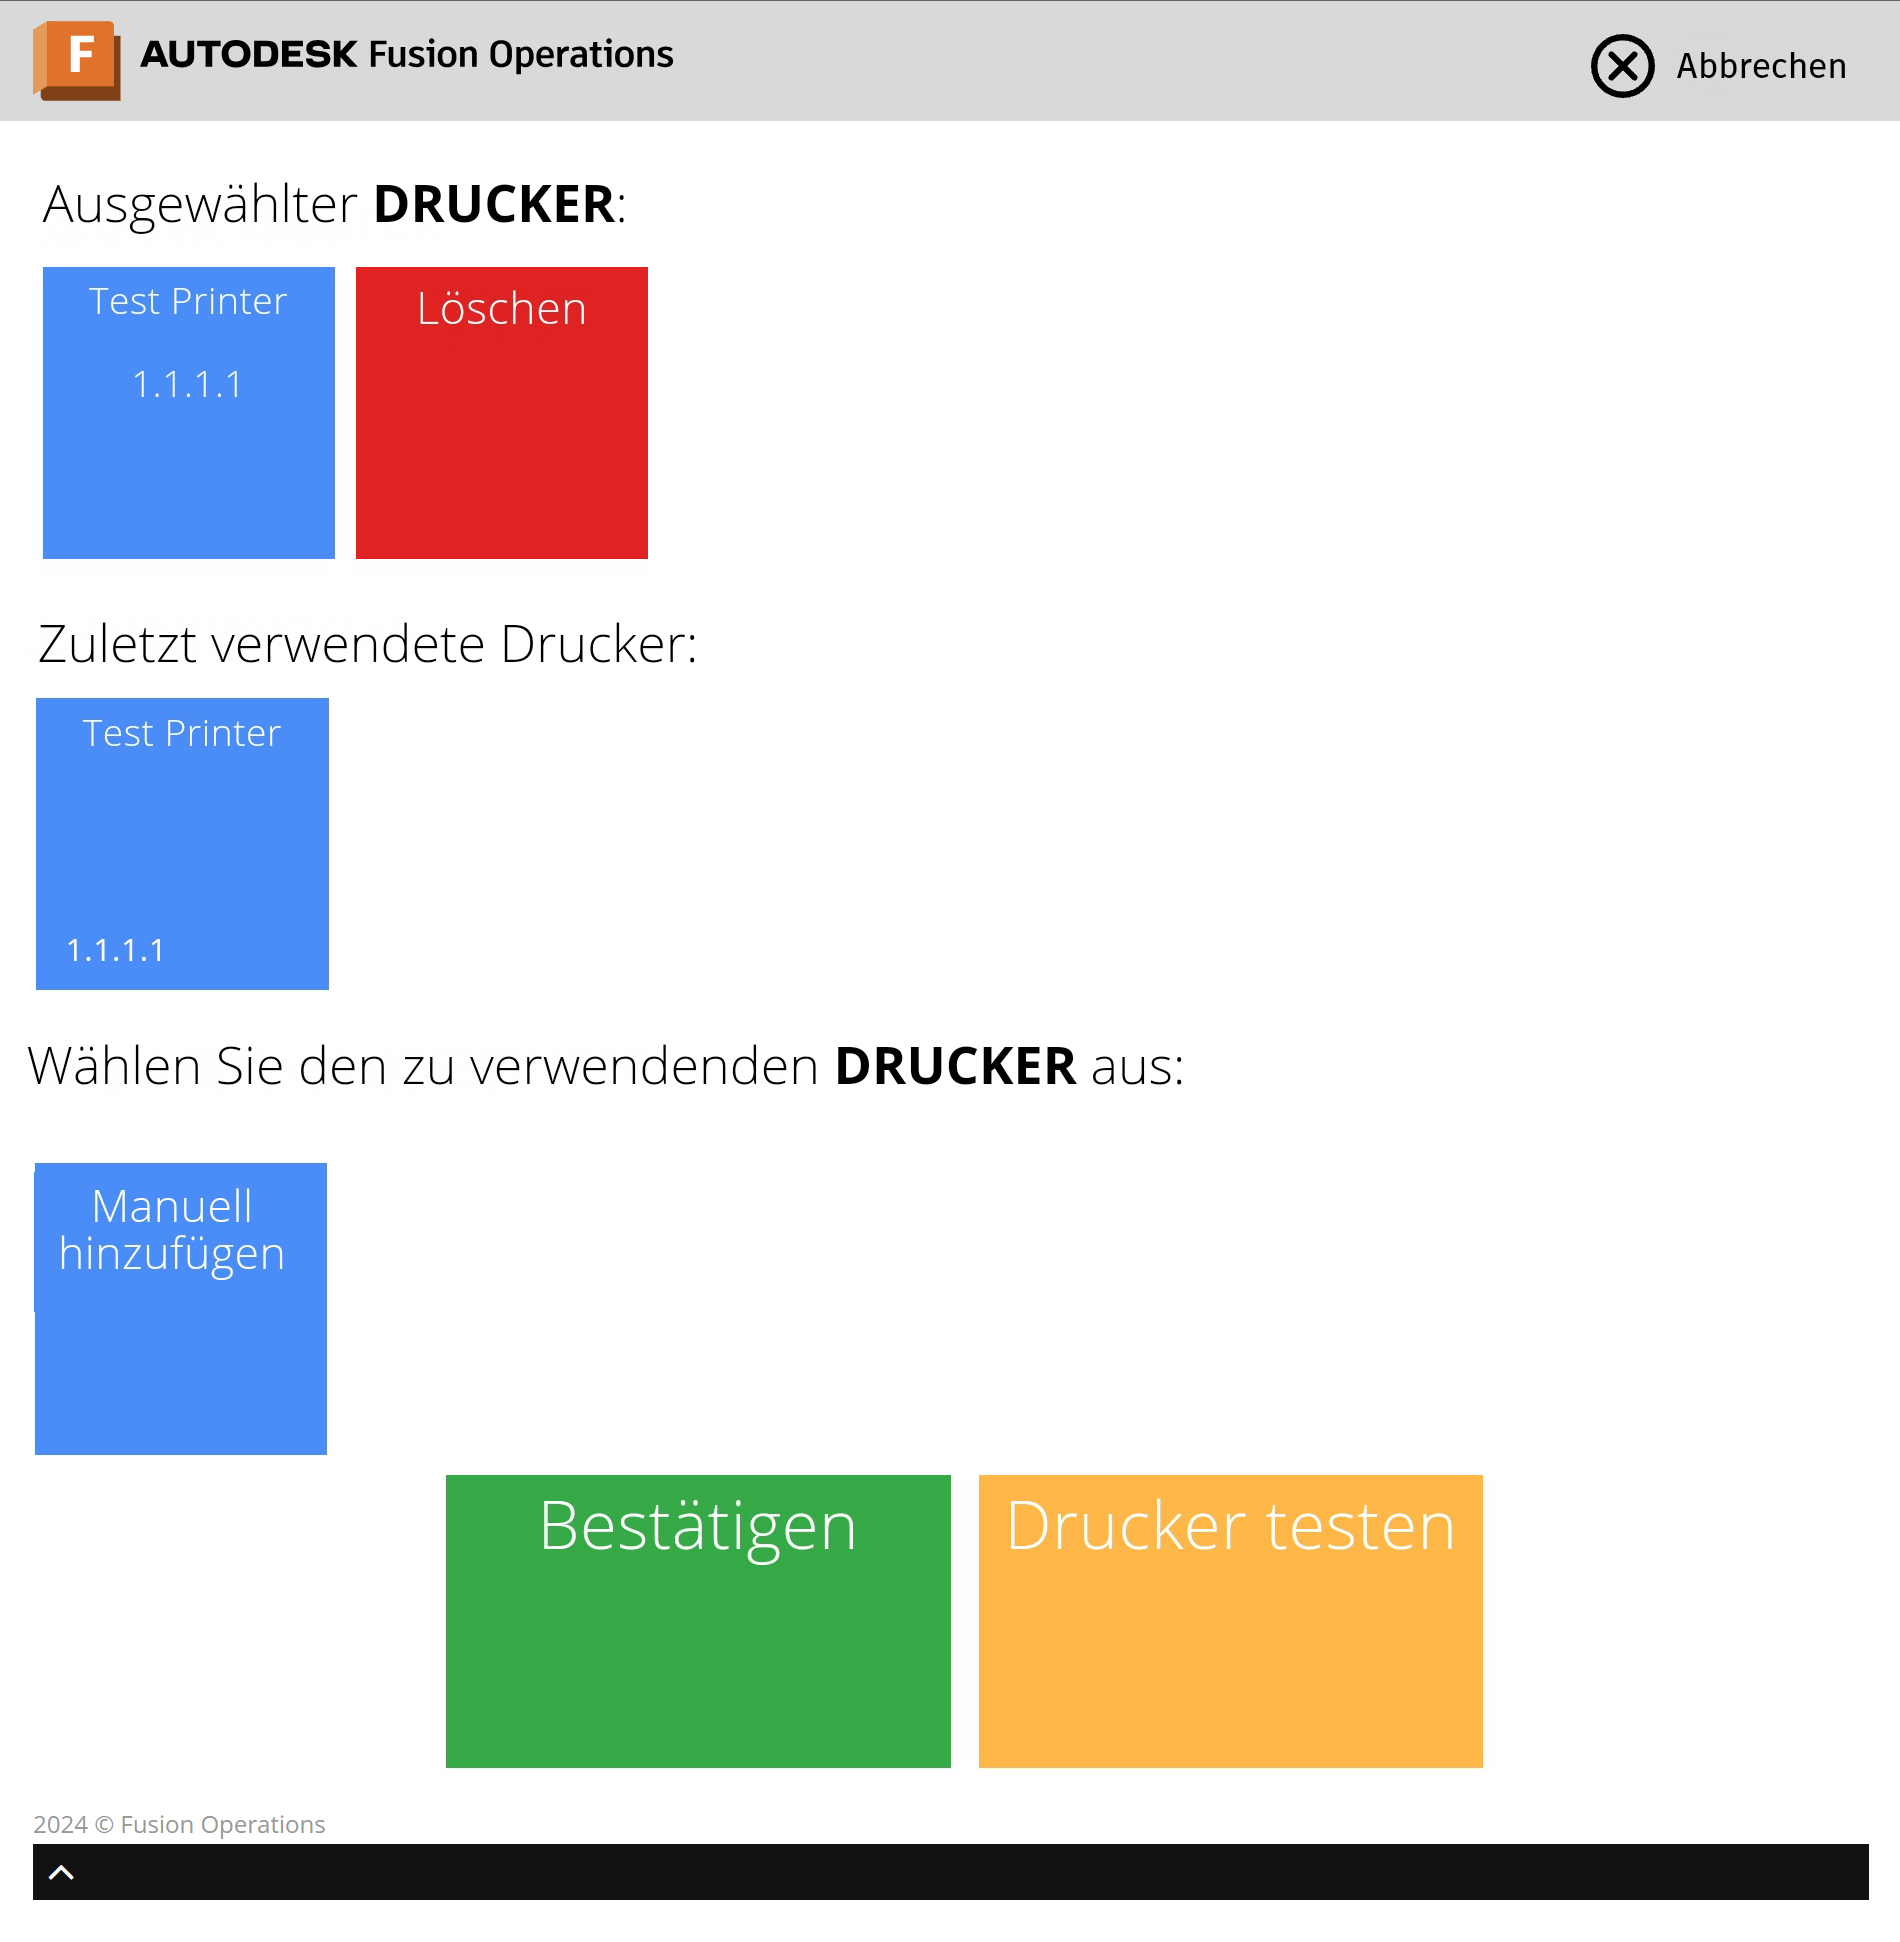 F AUTODESK Fusion Operations
Abbrechen
Ausgewählter DRUCKER:
Test Printer
1.1.1.1
Löschen
Zuletzt verwendete Drucker:
Test Printer
1.1.1.1
Wählen Sie den zu verwendenden DRUCKER aus:
Manuell
hinzufügen
Bestätigen
Drucker testen
2024 © Fusion Operations